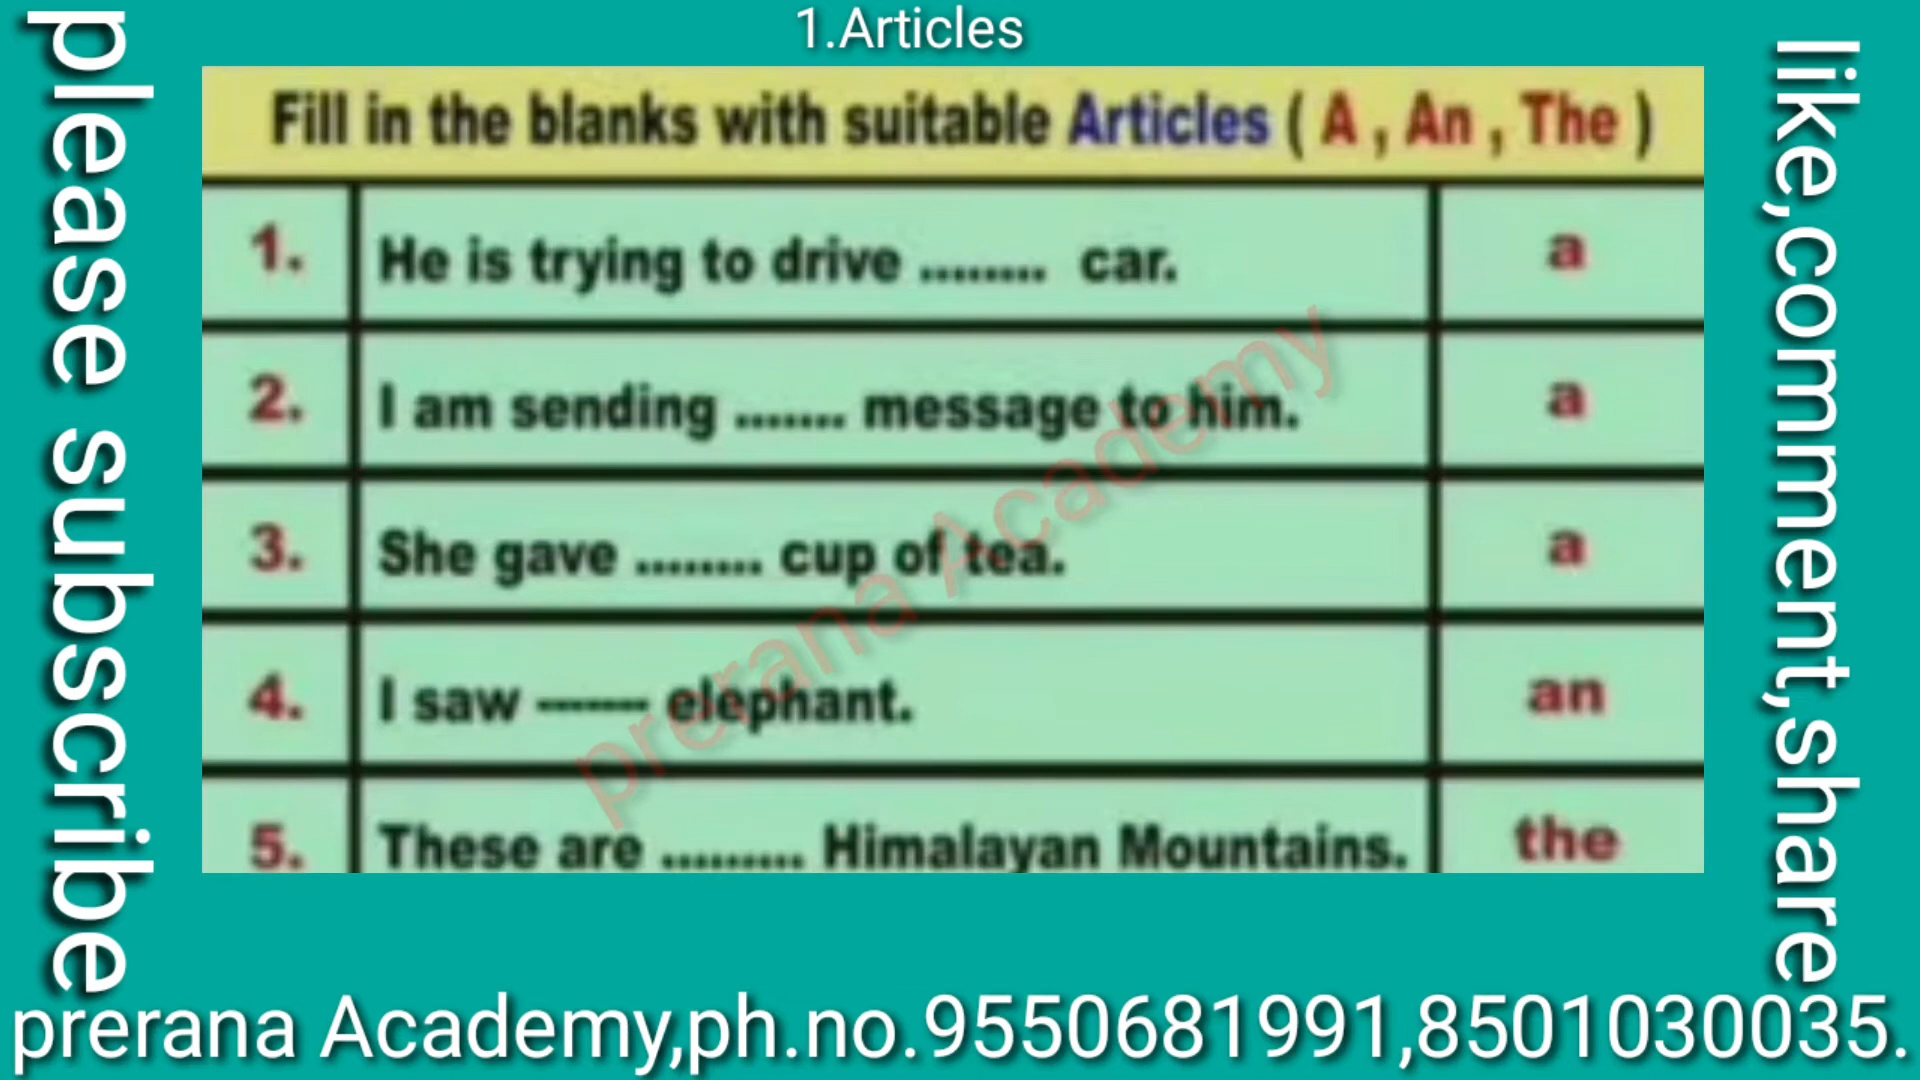 1.Articles
Fill in the blanks with suitable Articles ( A , An , The )
1. He is trying to drive ........ car. a
2. I am sending ....... message to him. a
3. She gave ........ cup of tea. a
4. I saw ------- elephant. an
5. These are ......... Himalayan Mountains. the
prerana Academy
please subscribe
like,comment,share
prerana Academy,ph.no.9550681991,8501030035.